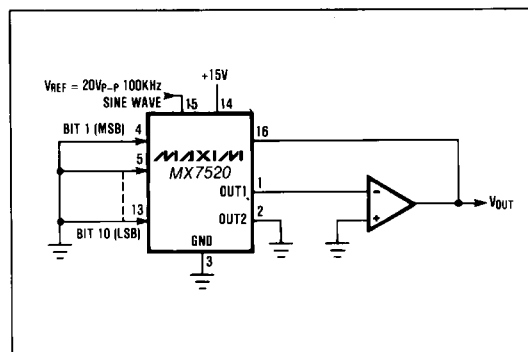 VREF = 20VP-P 100KHz
SINE WAVE
+15V
15
14
BIT 1 (MSB)
4
16
5
MAXIM
MX7520
OUT1
1
13
OUT2
2
BIT 10 (LSB)
GND
3
-
+
VOUT